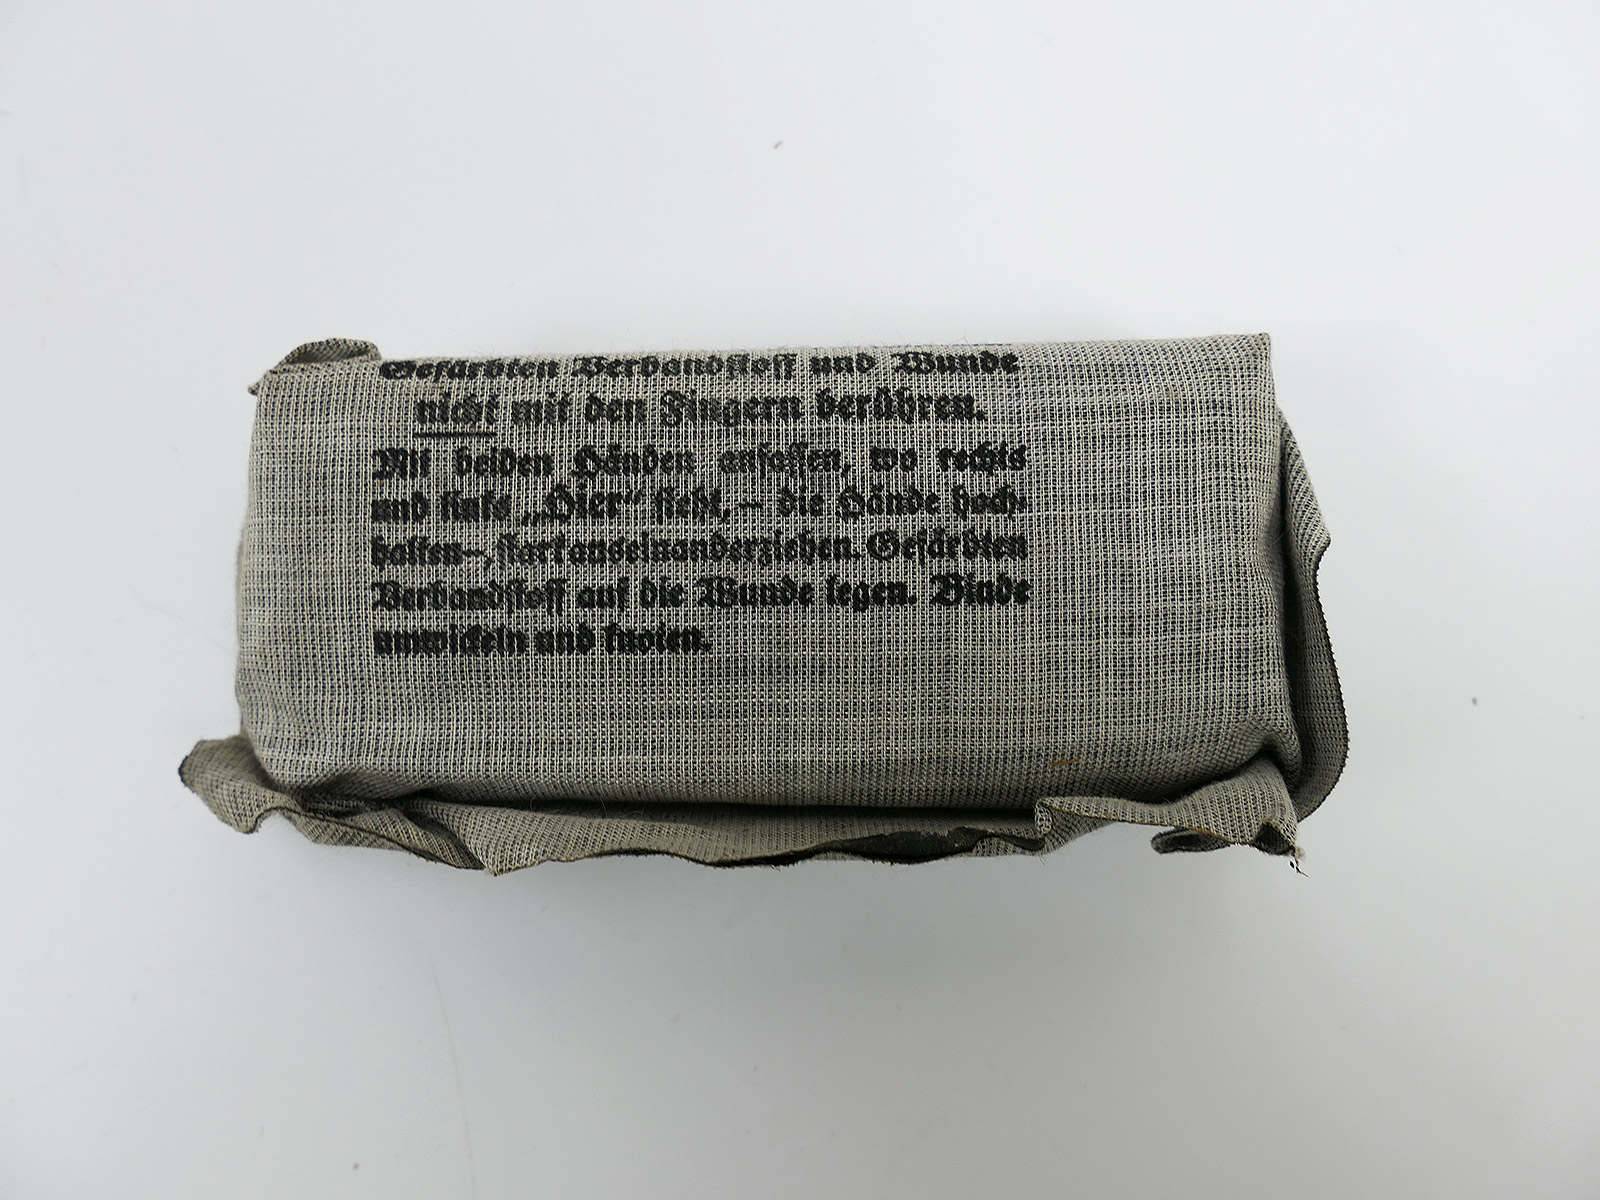 Gefärbten Verbandstoff und Wunde
nicht mit den Fingern berühren.
Mit beiden Händen anfassen, wo rechts
und links „Hier“ steht, – die Hände hoch-
halten–, stark auseinanderziehen. Gefärbten
Verbandstoff auf die Wunde legen. Binde
umwickeln und knoten.